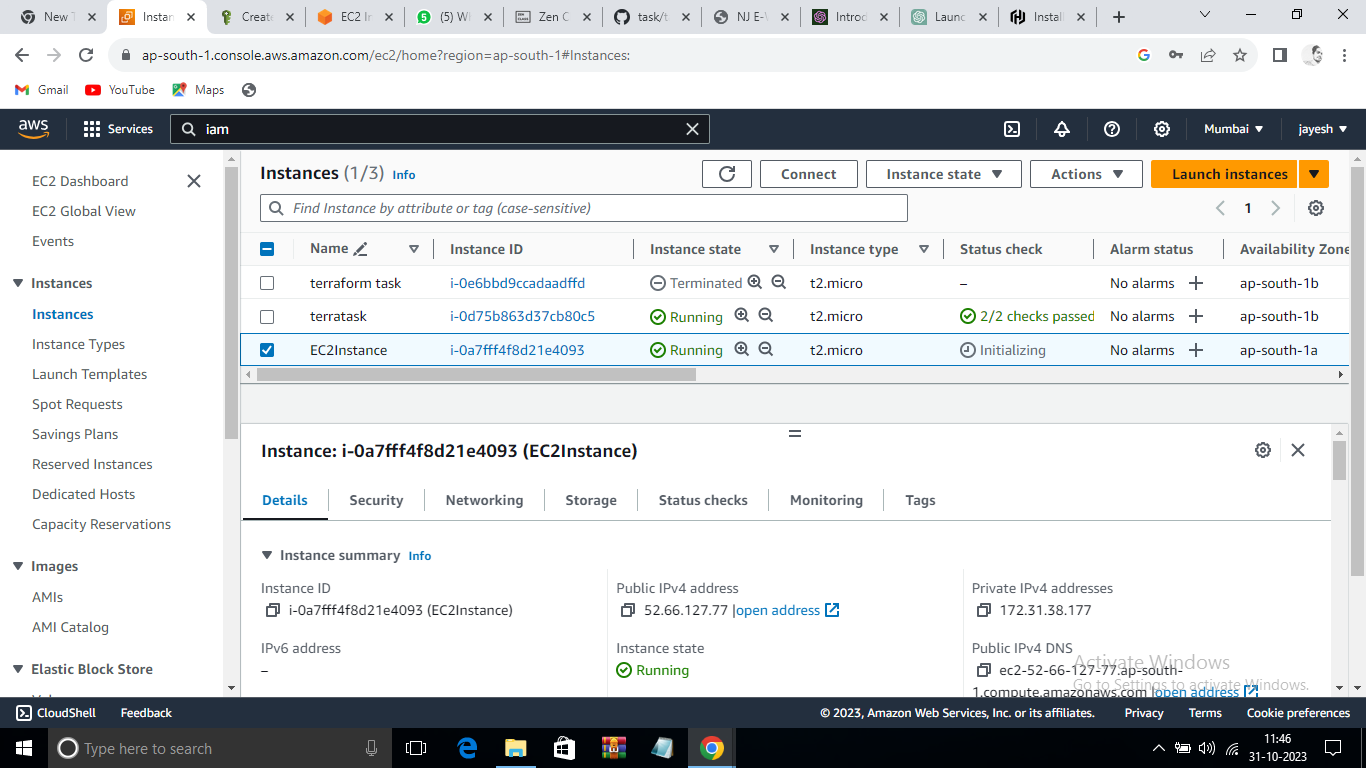 New T
Instan
Create
EC2 In
(5) W
Zen C
task/t
NJ E-
Introd
Launc
Install
ap-south-1.console.aws.amazon.com/ec2/home?region=ap-south-1#Instances:
Gmail YouTube Maps
aws Services iam Mumbai jayesh
EC2 Dashboard
EC2 Global View
Events
Instances
Instances
Instance Types
Launch Templates
Spot Requests
Savings Plans
Reserved Instances
Dedicated Hosts
Capacity Reservations
Images
AMIs
AMI Catalog
Elastic Block Store
Instances (1/3) Info Connect Instance state Actions Launch instances
Find Instance by attribute or tag (case-sensitive) 1
Name Instance ID Instance state Instance type Status check Alarm status Availability Zone
terraform task i-0e6bbd9ccadaadffd Terminated t2.micro – No alarms ap-south-1b
terratask i-0d75b863d37cb80c5 Running t2.micro 2/2 checks passed No alarms ap-south-1b
EC2Instance i-0a7fff4f8d21e4093 Running t2.micro Initializing No alarms ap-south-1a
Instance: i-0a7fff4f8d21e4093 (EC2Instance)
Details Security Networking Storage Status checks Monitoring Tags
Instance summary Info
Instance ID
i-0a7fff4f8d21e4093 (EC2Instance)
Public IPv4 address
52.66.127.77 |open address
Private IPv4 addresses
172.31.38.177
IPv6 address
–
Instance state
Running
Public IPv4 DNS
ec2-52-66-127-77.ap-south-
1.compute.amazonaws.com |open address
Activate Windows
Go to Settings to activate Windows.
CloudShell Feedback © 2023, Amazon Web Services, Inc. or its affiliates. Privacy Terms Cookie preferences
Type here to search
11:46
31-10-2023